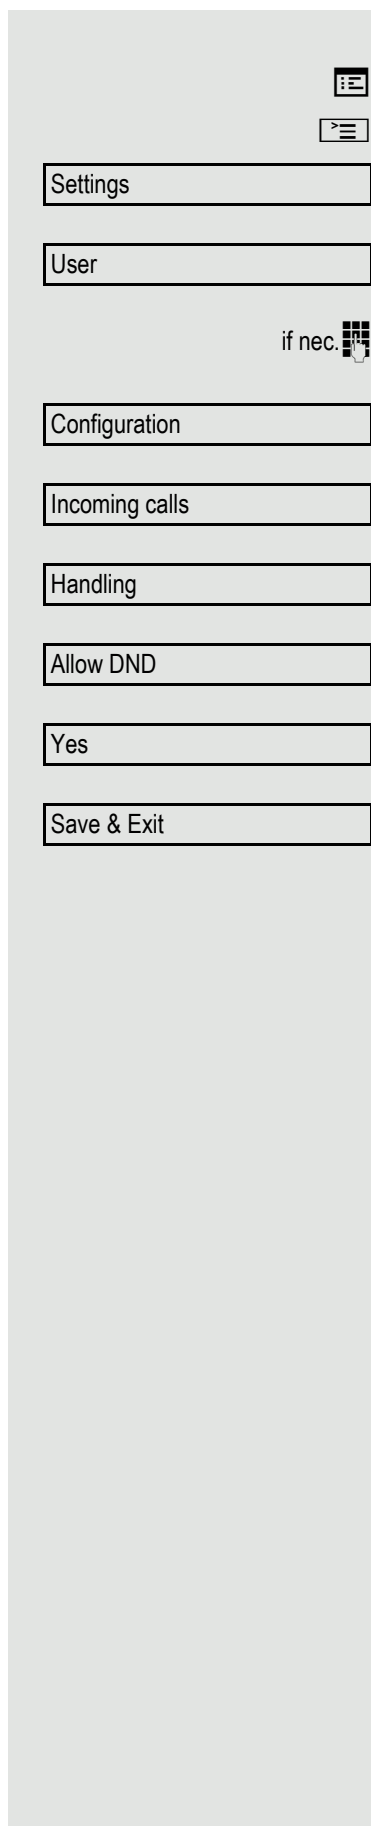 Settings
User
if nec.
Configuration
Incoming calls
Handling
Allow DND
Yes
Save & Exit